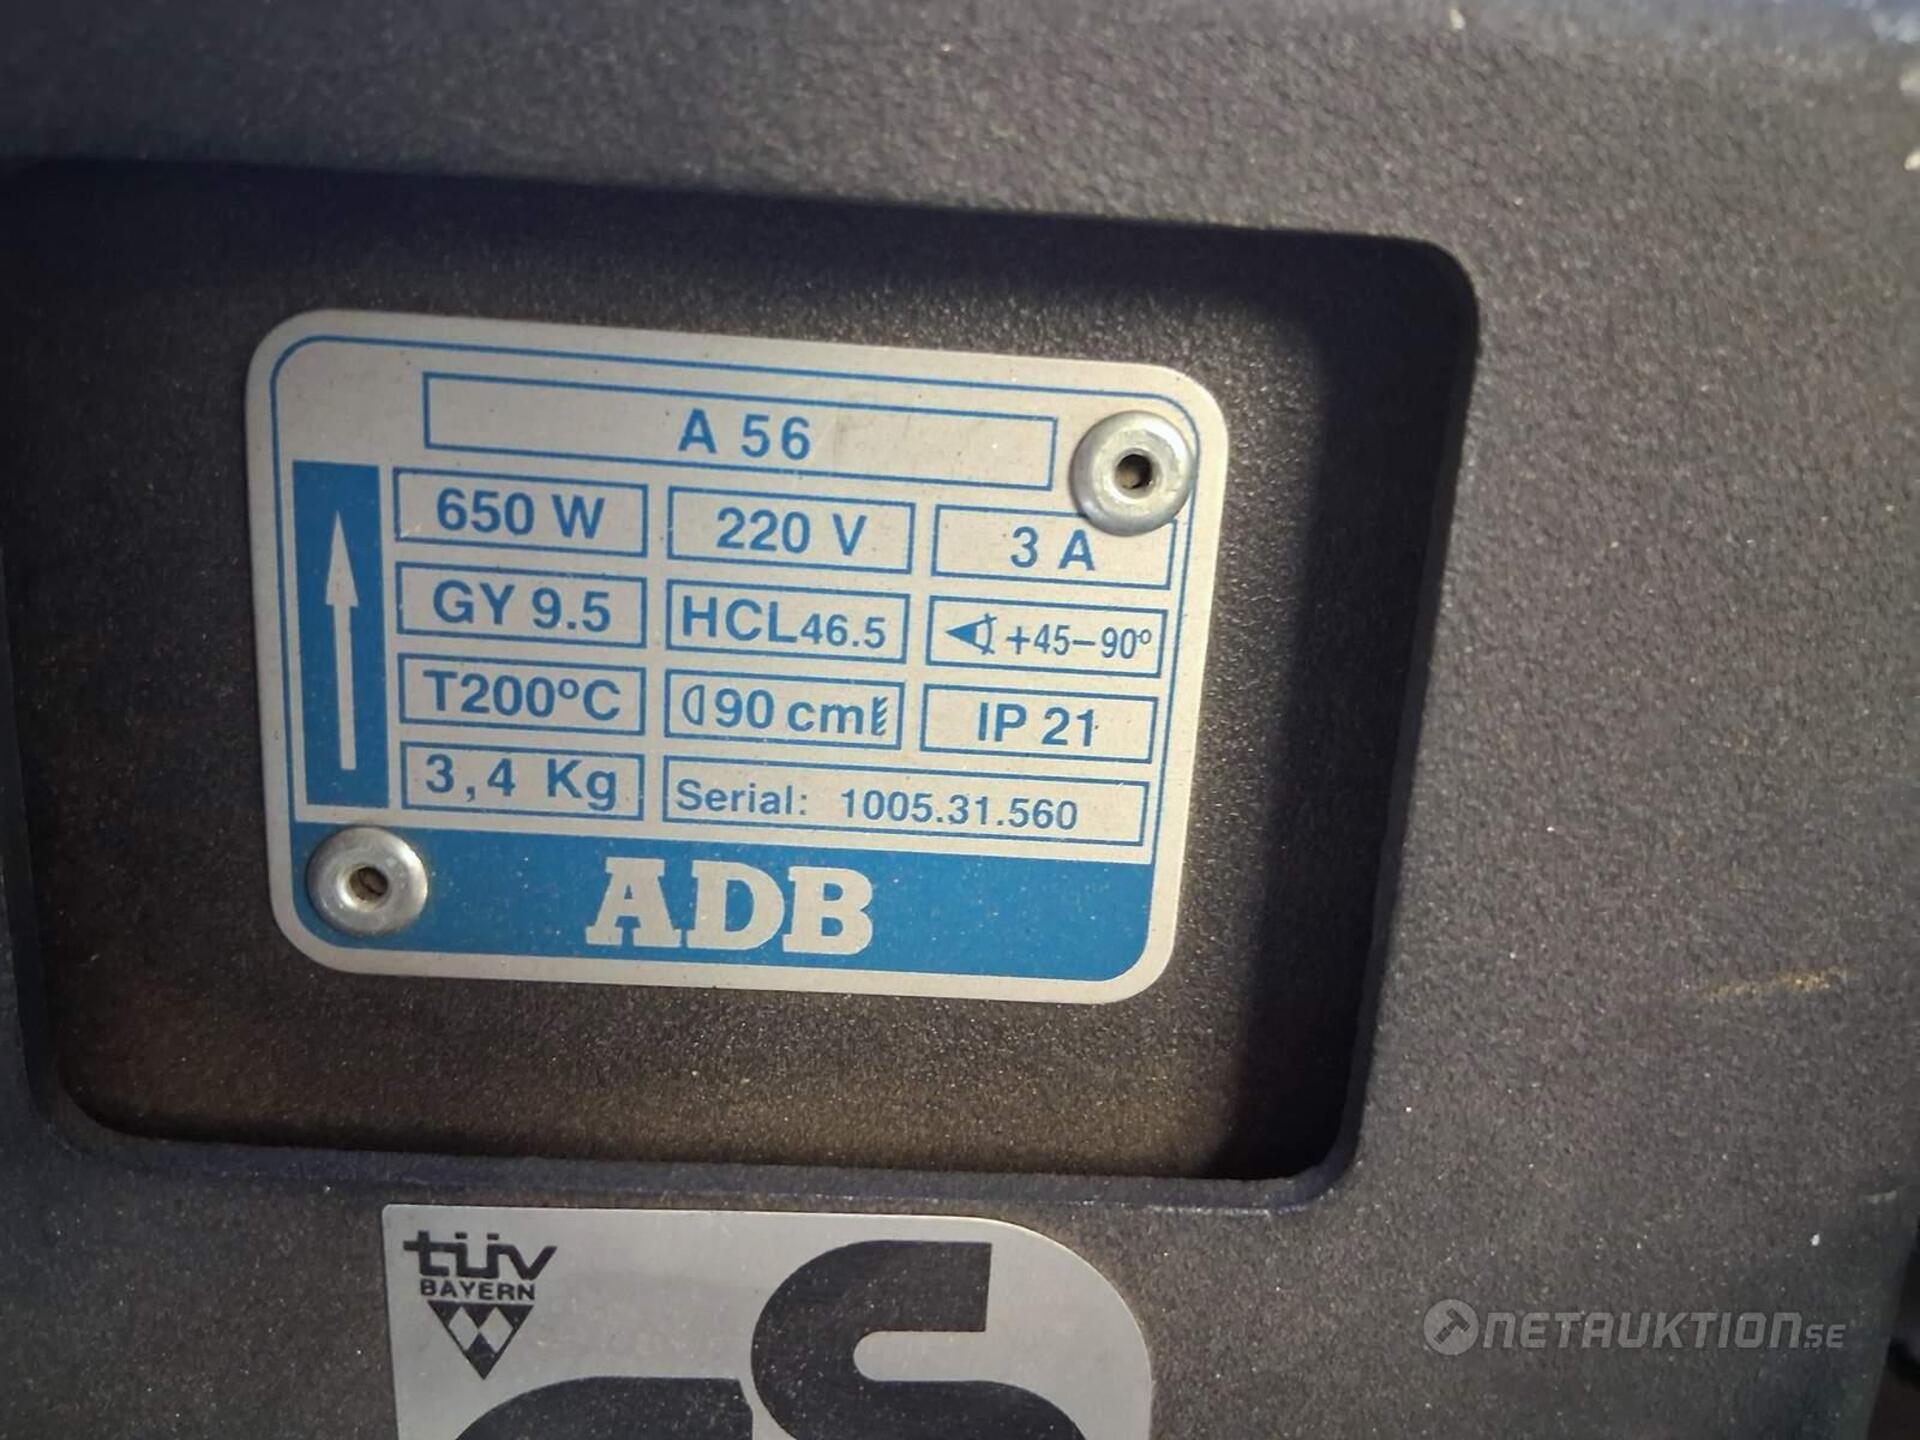 A 56
650 W 220 V 3 A
GY 9.5 HCL46.5 +45-90°
T200°C 90 cm IP 21
3,4 Kg Serial: 1005.31.560
ADB
tüv
BAYERN
NETAUKTION.SE